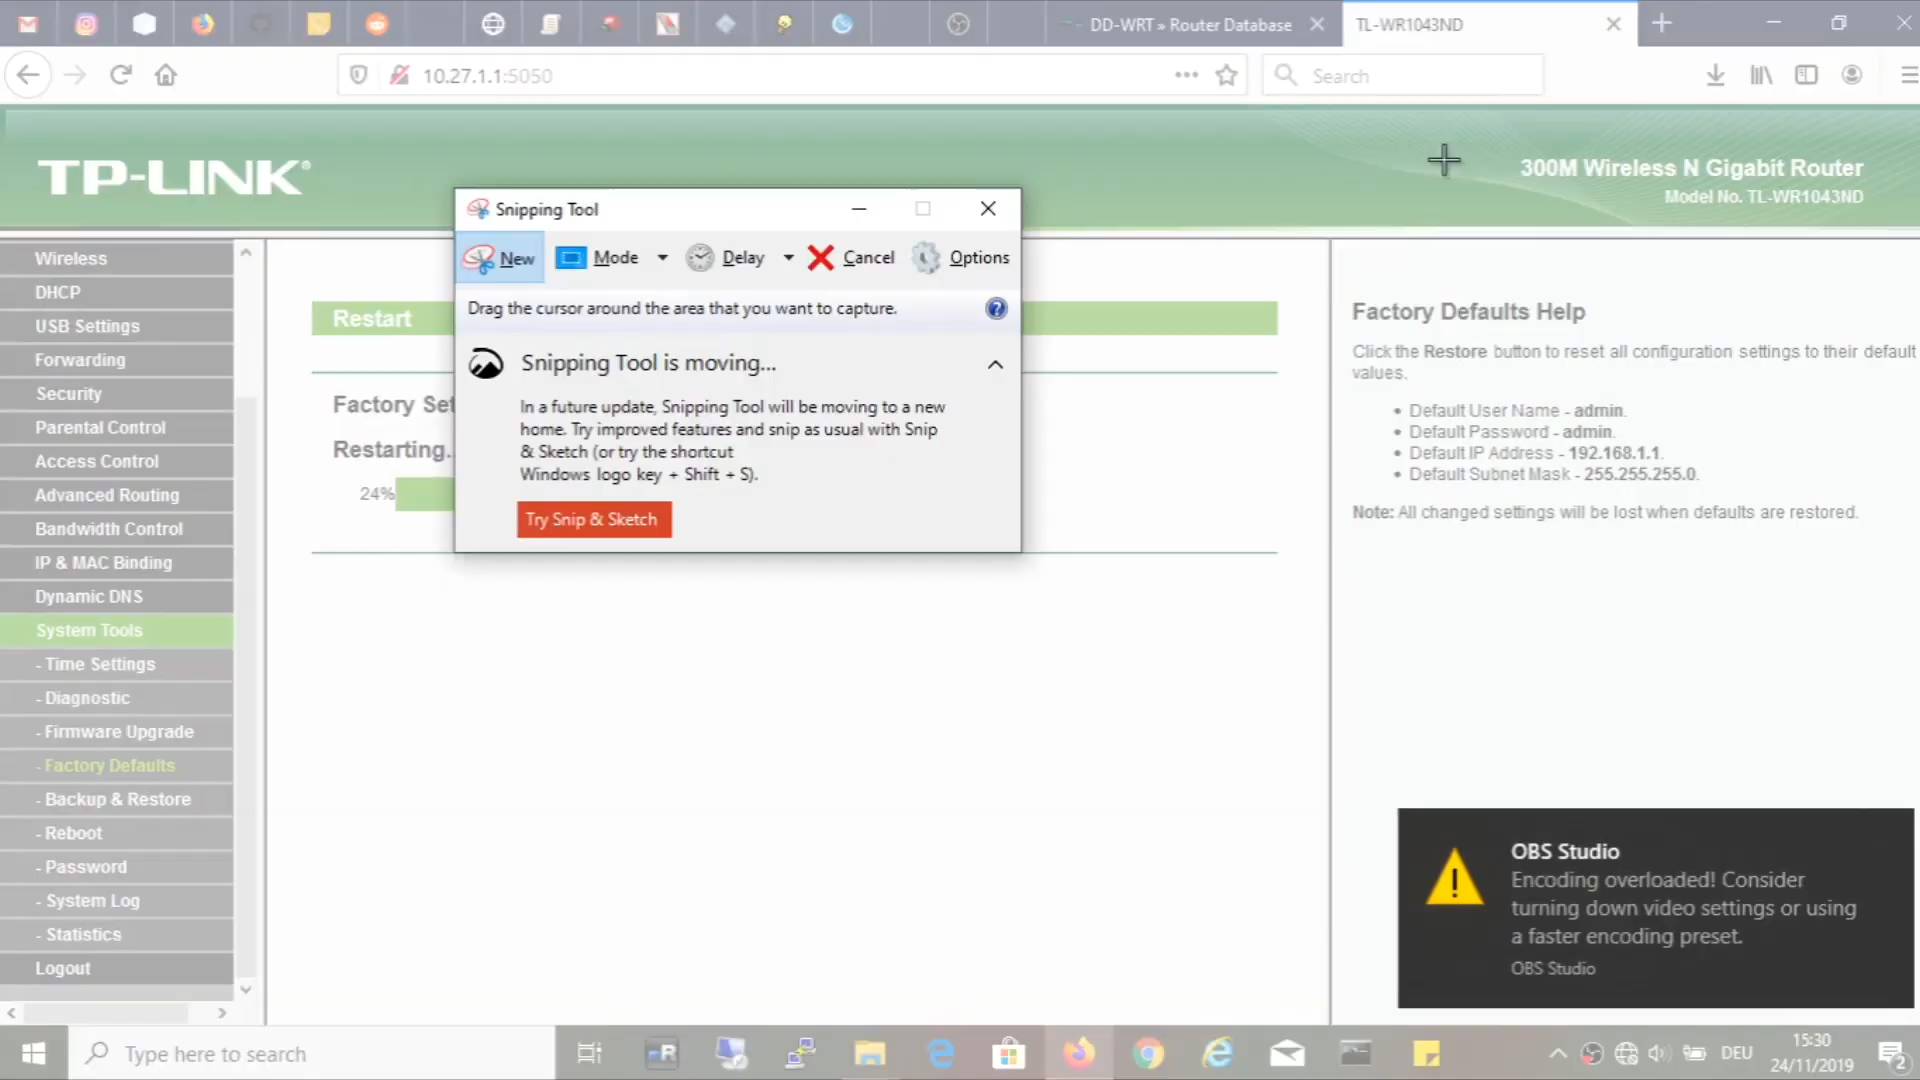 DD-WRT » Router Database
TL-WR1043ND
10.27.1.1:5050
Search
TP-LINK®
300M Wireless N Gigabit Router
Model No. TL-WR1043ND
Wireless
DHCP
USB Settings
Forwarding
Security
Parental Control
Access Control
Advanced Routing
Bandwidth Control
IP & MAC Binding
Dynamic DNS
System Tools
- Time Settings
- Diagnostic
- Firmware Upgrade
- Factory Defaults
- Backup & Restore
- Reboot
- Password
- System Log
- Statistics
Logout
Restart
Factory Set
Restarting.
24%
Snipping Tool
New
Mode
Delay
Cancel
Options
Drag the cursor around the area that you want to capture.
Snipping Tool is moving...
In a future update, Snipping Tool will be moving to a new
home. Try improved features and snip as usual with Snip
& Sketch (or try the shortcut
Windows logo key + Shift + S).
Try Snip & Sketch
Factory Defaults Help
Click the Restore button to reset all configuration settings to their default
values.
• Default User Name - admin.
• Default Password - admin.
• Default IP Address - 192.168.1.1.
• Default Subnet Mask - 255.255.255.0.
Note: All changed settings will be lost when defaults are restored.
OBS Studio
Encoding overloaded! Consider
turning down video settings or using
a faster encoding preset.
OBS Studio
Type here to search
DEU
15:30
24/11/2019
2